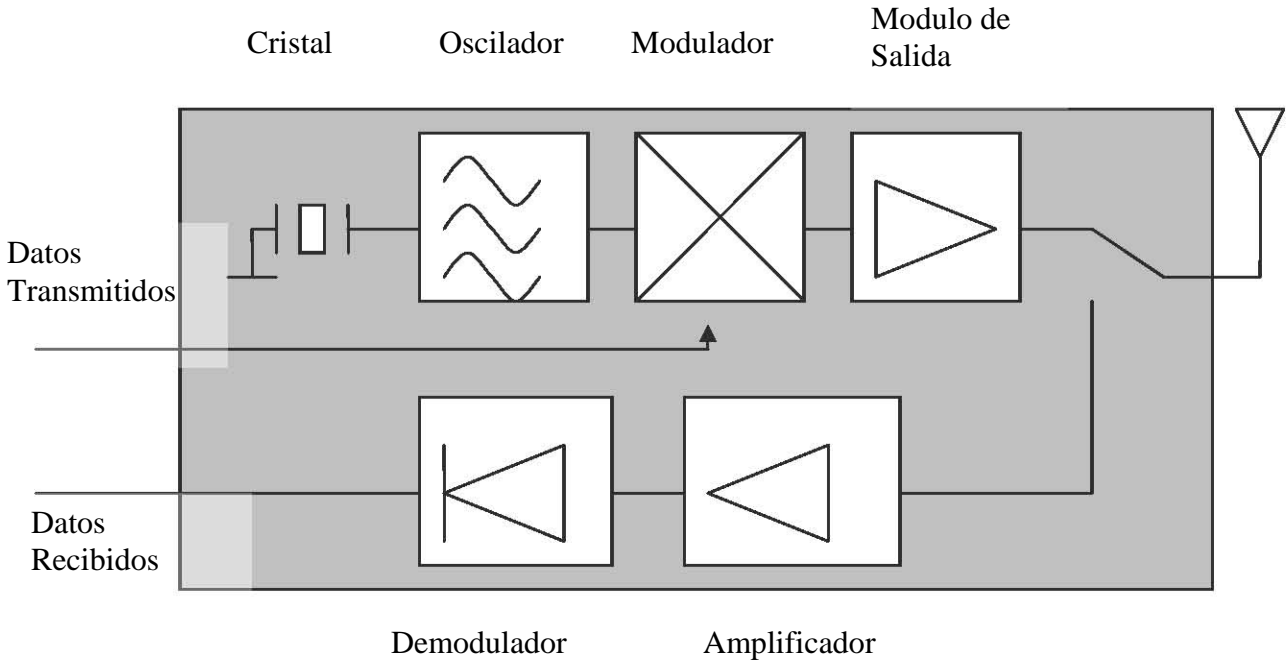 Cristal
Oscilador
Modulador
Modulo de
Salida
Datos
Transmitidos
Datos
Recibidos
Demodulador
Amplificador